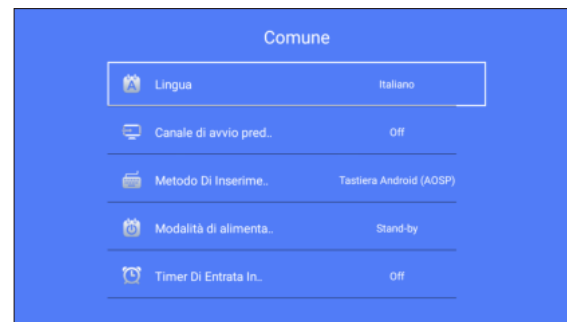 Comune
Lingua Italiano
Canale di avvio pred.. Off
Metodo Di Inserime.. Tastiera Android (AOSP)
Modalità di alimenta.. Stand-by
Timer Di Entrata In.. Off